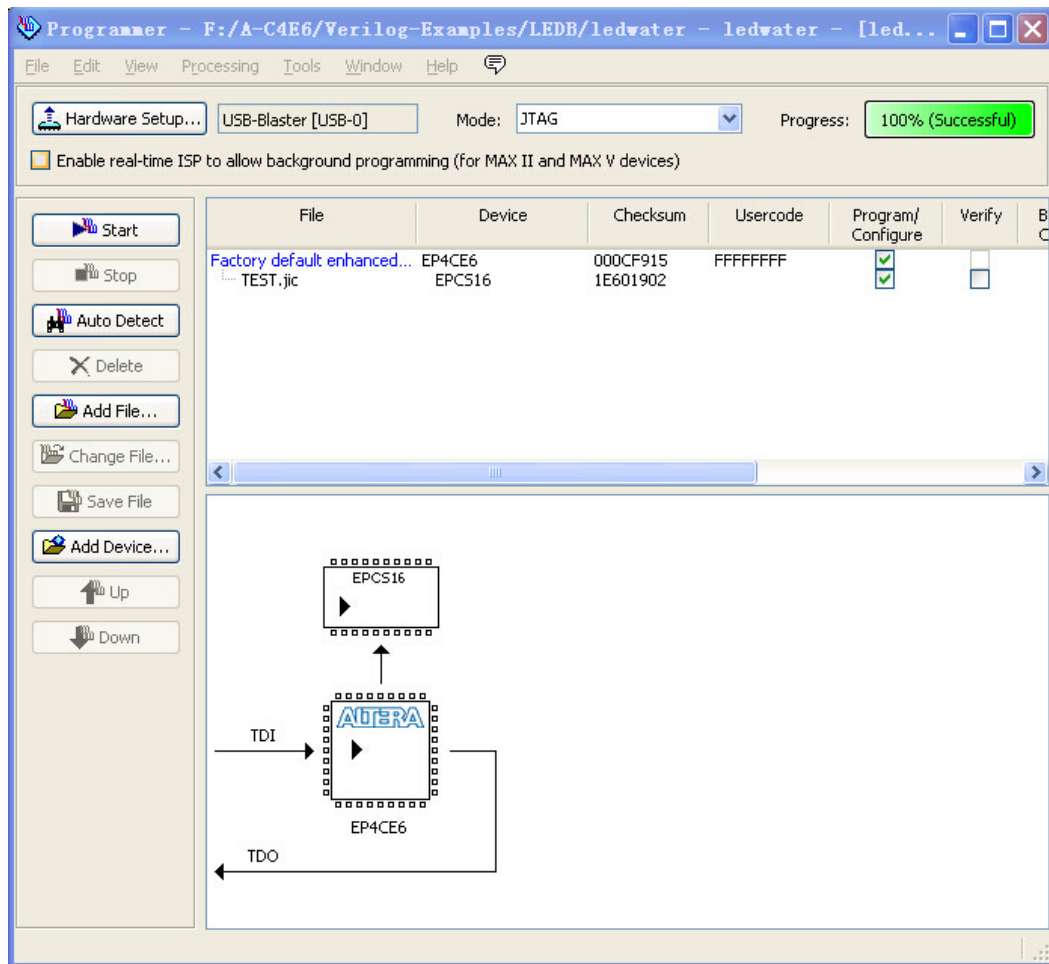 Programmer - F:/A-C4E6/Verilog-Examples/LEDB/ledwater - ledwater - [led...
File Edit View Processing Tools Window Help
Hardware Setup... USB-Blaster [USB-0] Mode: JTAG Progress: 100% (Successful)
Enable real-time ISP to allow background programming (for MAX II and MAX V devices)
Start
Stop
Auto Detect
Delete
Add File...
Change File...
Save File
Add Device...
Up
Down
File Device Checksum Usercode Program/ Verify B
Configure C
Factory default enhanced... EP4CE6 000CF915 FFFFFFFF
TEST.jic EPCS16 1E601902
EPCS16
ALTERA
TDI
EP4CE6
TDO